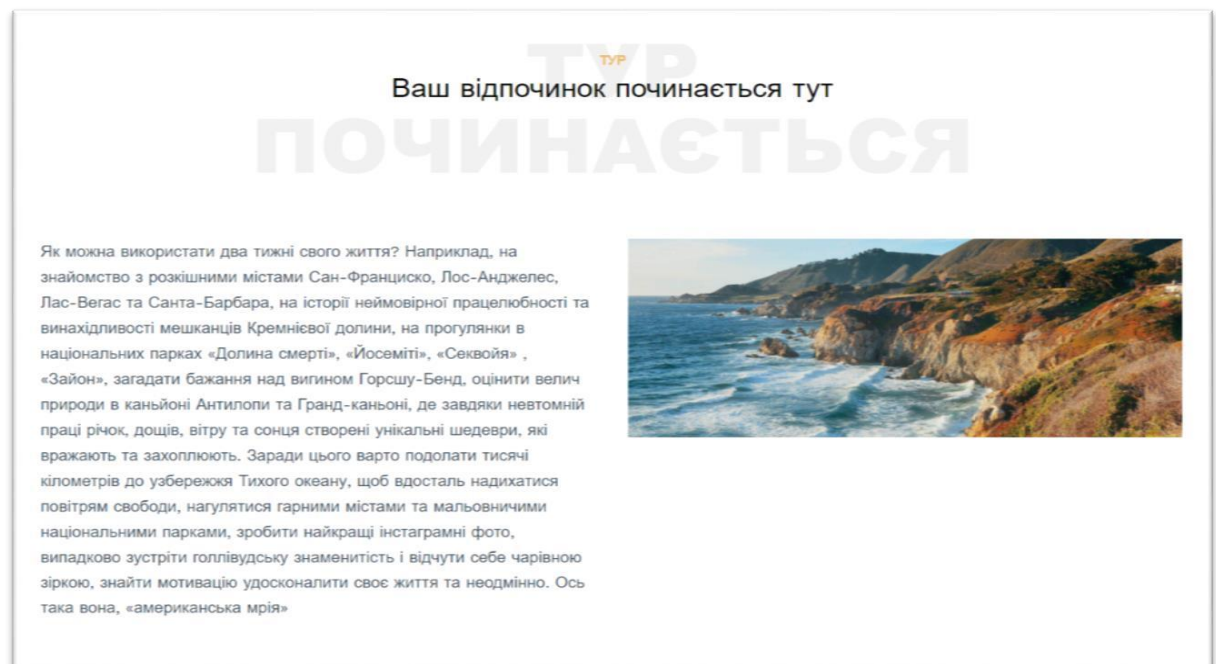 ТУР
ТУР
Ваш відпочинок починається тут
ПОЧИНАЄТЬСЯ
Як можна використати два тижні свого життя? Наприклад, на
знайомство з розкішними містами Сан-Франциско, Лос-Анджелес,
Лас-Вегас та Санта-Барбара, на історії неймовірної працелюбності та
винахідливості мешканців Кремнієвої долини, на прогулянки в
національних парках «Долина смерті», «Йосеміті», «Секвойя» ,
«Зайон», загадати бажання над вигином Горсшу-Бенд, оцінити велич
природи в каньйоні Антилопи та Гранд-каньоні, де завдяки невтомній
праці річок, дощів, вітру та сонця створені унікальні шедеври, які
вражають та захоплюють. Заради цього варто подолати тисячі
кілометрів до узбережжя Тихого океану, щоб вдосталь надихатися
повітрям свободи, нагулятися гарними містами та мальовничими
національними парками, зробити найкращі інстаграмні фото,
випадково зустріти голлівудську знаменитість і відчути себе чарівною
зіркою, знайти мотивацію удосконалити своє життя та неодмінно. Ось
така вона, «американська мрія»